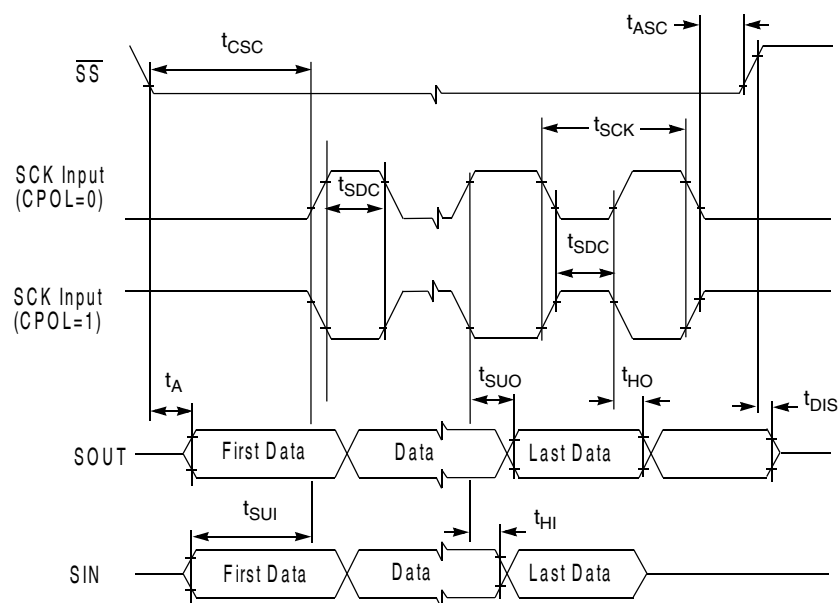 tASC
tCSC
SS
tSCK
SCK Input
(CPOL=0)
tSDC
tSDC
SCK Input
(CPOL=1)
tA
tSUO
tHO
tDIS
SOUT
First Data
Data
Last Data
tSUI
tHI
SIN
First Data
Data
Last Data